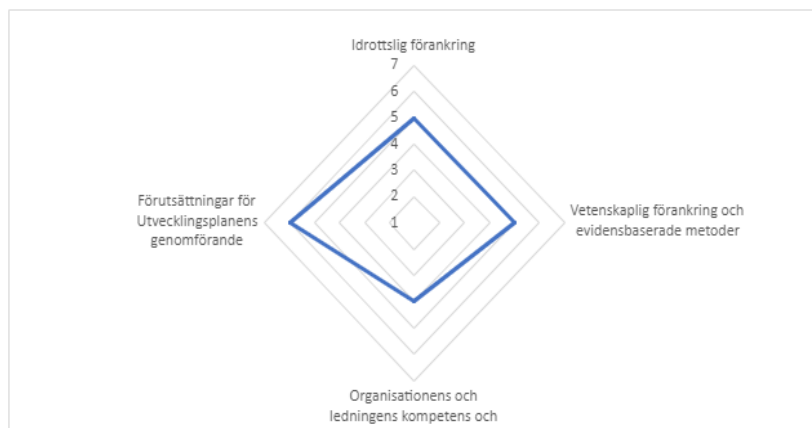 Idrottslig förankring
7
6
5
4
3
2
1
Förutsättningar för
Utvecklingsplanens
genomförande
Vetenskaplig förankring och
evidensbaserade metoder
Organisationens och
ledningens kompetens och